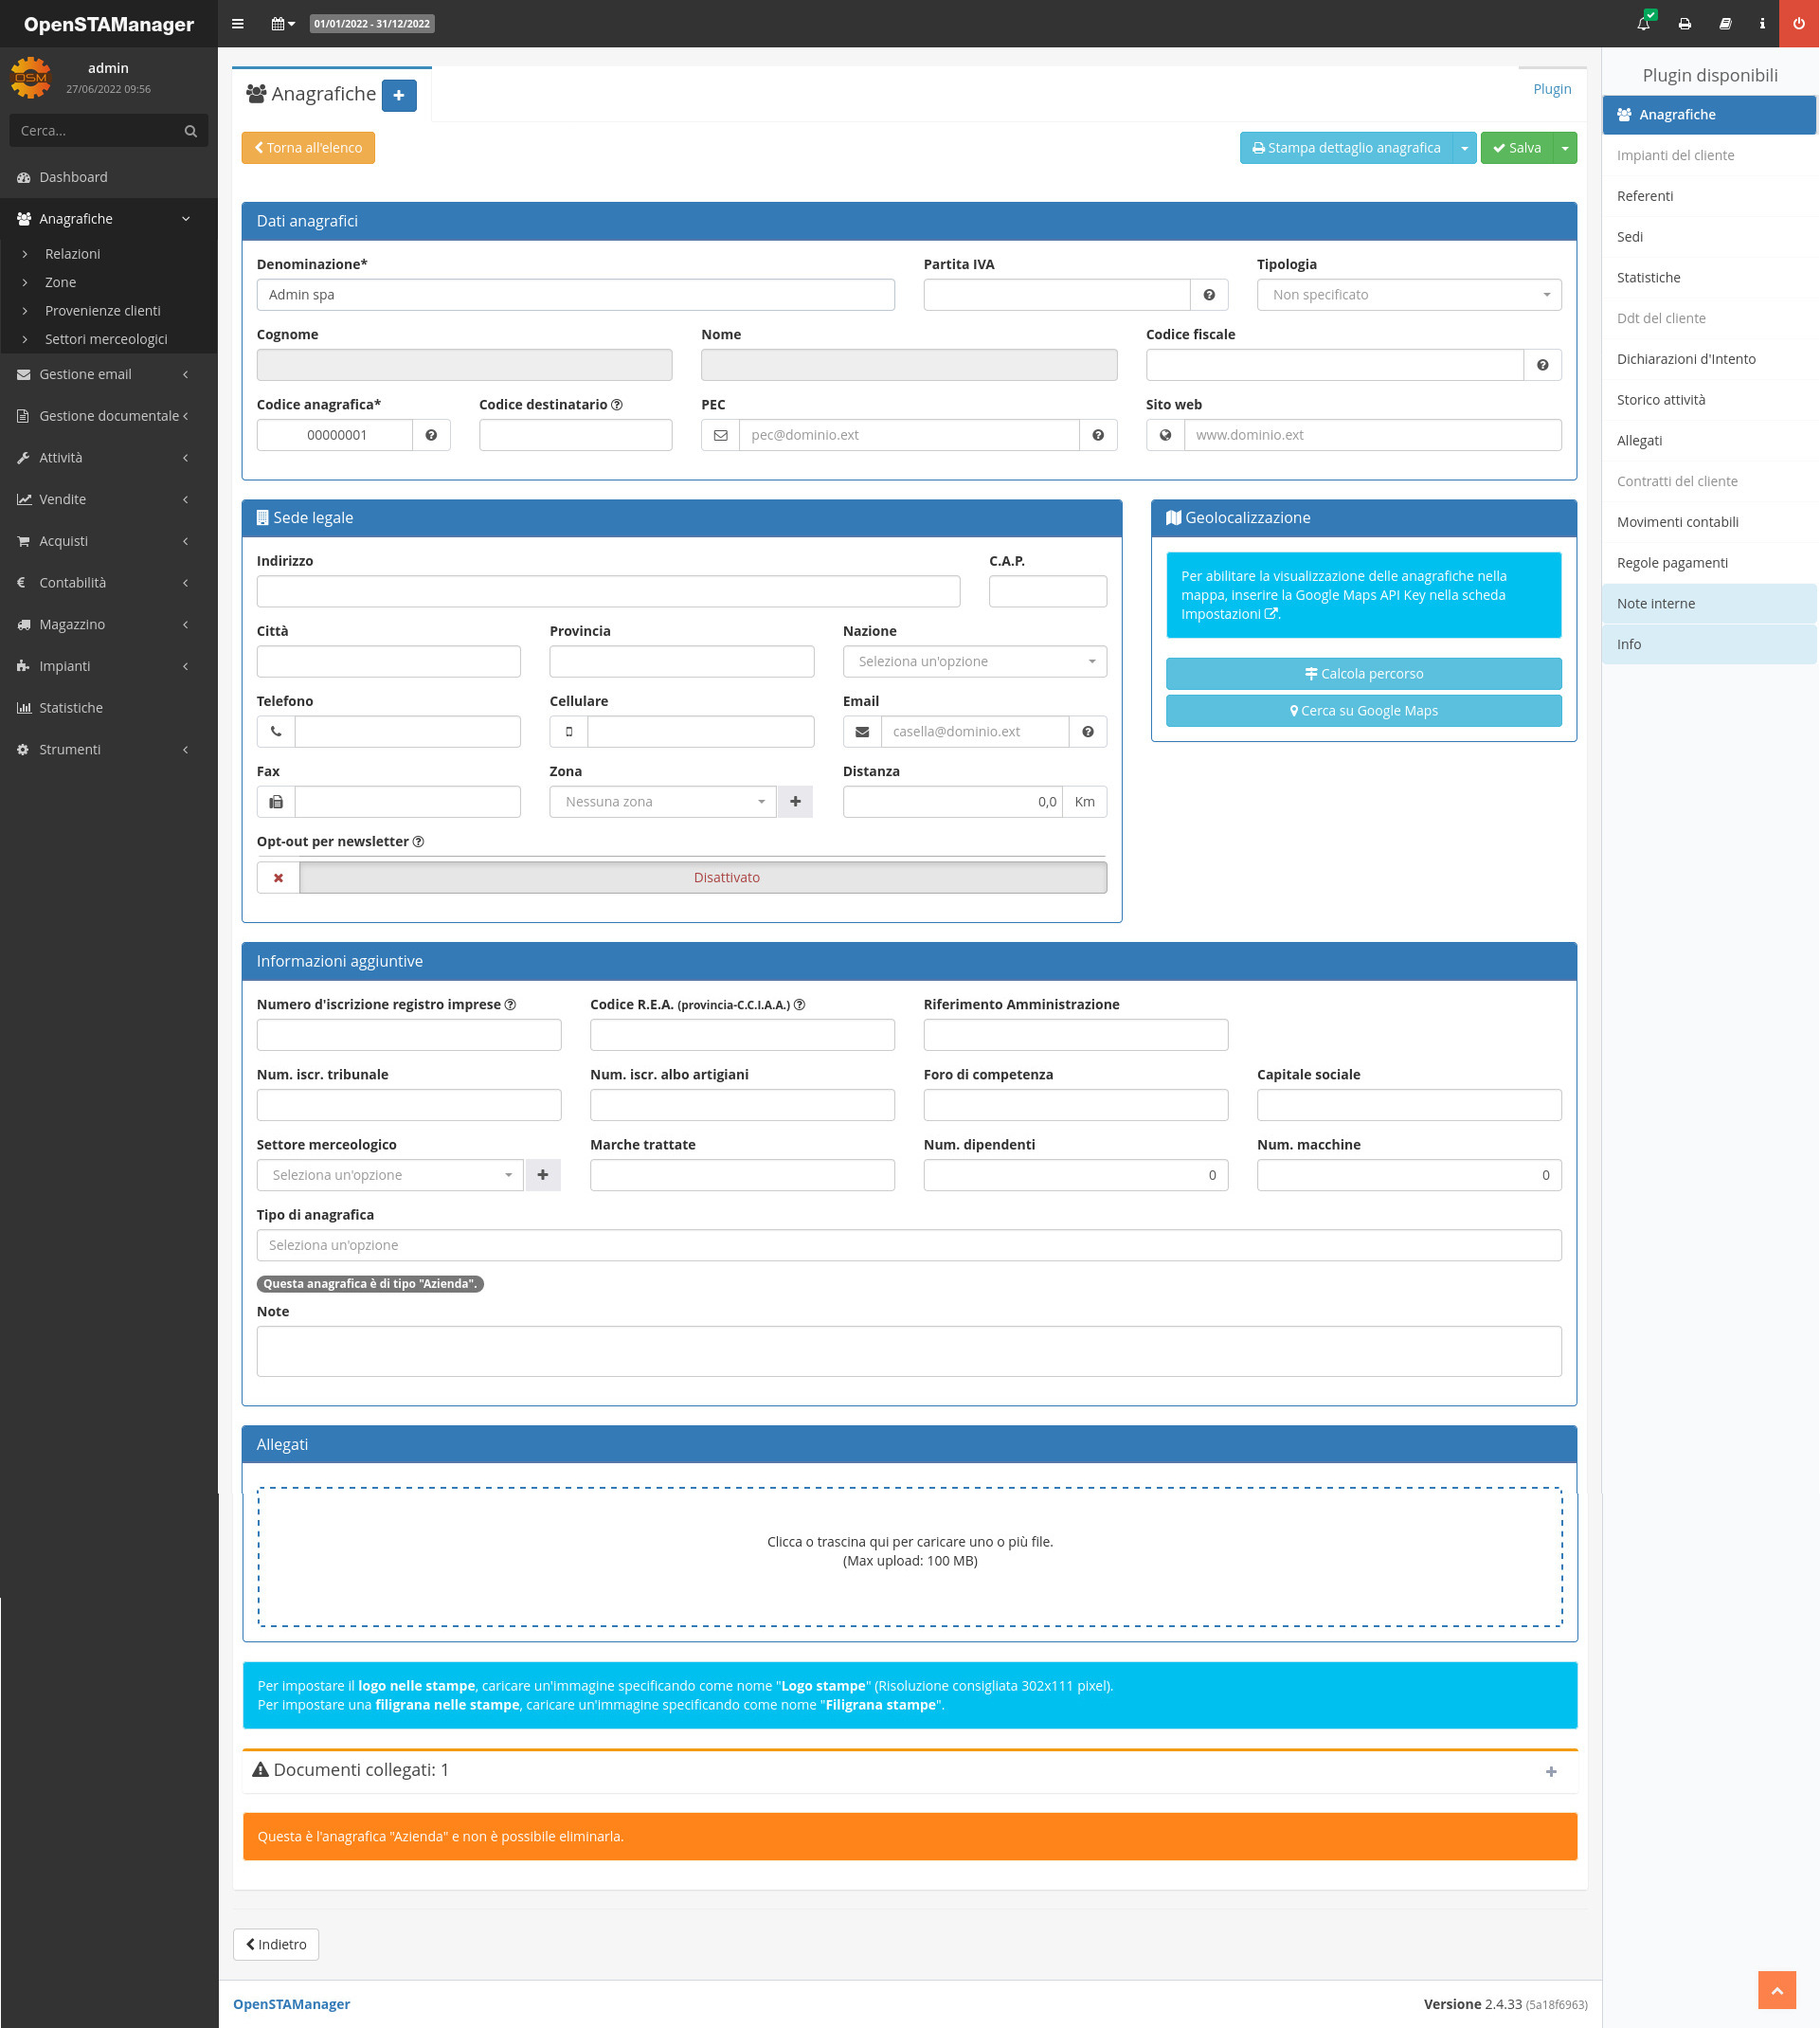 OpenSTAManager
01/01/2022 - 31/12/2022
admin
27/06/2022 09:56
Cerca...
Dashboard
Anagrafiche
Relazioni
Zone
Provenienze clienti
Settori merceologici
Gestione email
Gestione documentale
Attività
Vendite
Acquisti
Contabilità
Magazzino
Impianti
Statistiche
Strumenti
Anagrafiche
Plugin
Torna all'elenco
Stampa dettaglio anagrafica
Salva
Dati anagrafici
Denominazione*
Partita IVA
Tipologia
Admin spa
Non specificato
Cognome
Nome
Codice fiscale
Codice anagrafica*
Codice destinatario
PEC
Sito web
00000001
pec@dominio.ext
www.dominio.ext
Sede legale
Indirizzo
C.A.P.
Città
Provincia
Nazione
Seleziona un'opzione
Telefono
Cellulare
Email
casella@dominio.ext
Fax
Zona
Distanza
Nessuna zona
0,0
Km
Opt-out per newsletter
Disattivato
Geolocalizzazione
Per abilitare la visualizzazione delle anagrafiche nella
mappa, inserire la Google Maps API Key nella scheda
Impostazioni .
Calcola percorso
Cerca su Google Maps
Informazioni aggiuntive
Numero d'iscrizione registro imprese
Codice R.E.A. (provincia-C.C.I.A.A.)
Riferimento Amministrazione
Num. iscr. tribunale
Num. iscr. albo artigiani
Foro di competenza
Capitale sociale
Settore merceologico
Marche trattate
Num. dipendenti
Num. macchine
Seleziona un'opzione
0
0
Tipo di anagrafica
Seleziona un'opzione
Questa anagrafica è di tipo "Azienda".
Note
Allegati
Clicca o trascina qui per caricare uno o più file.
(Max upload: 100 MB)
Per impostare il logo nelle stampe, caricare un'immagine specificando come nome "Logo stampe" (Risoluzione consigliata 302x111 pixel).
Per impostare una filigrana nelle stampe, caricare un'immagine specificando come nome "Filigrana stampe".
Documenti collegati: 1
Questa è l'anagrafica "Azienda" e non è possibile eliminarla.
Indietro
OpenSTAManager
Versione 2.4.33 (5a18f6963)
Plugin disponibili
Anagrafiche
Impianti del cliente
Referenti
Sedi
Statistiche
Ddt del cliente
Dichiarazioni d'Intento
Storico attività
Allegati
Contratti del cliente
Movimenti contabili
Regole pagamenti
Note interne
Info